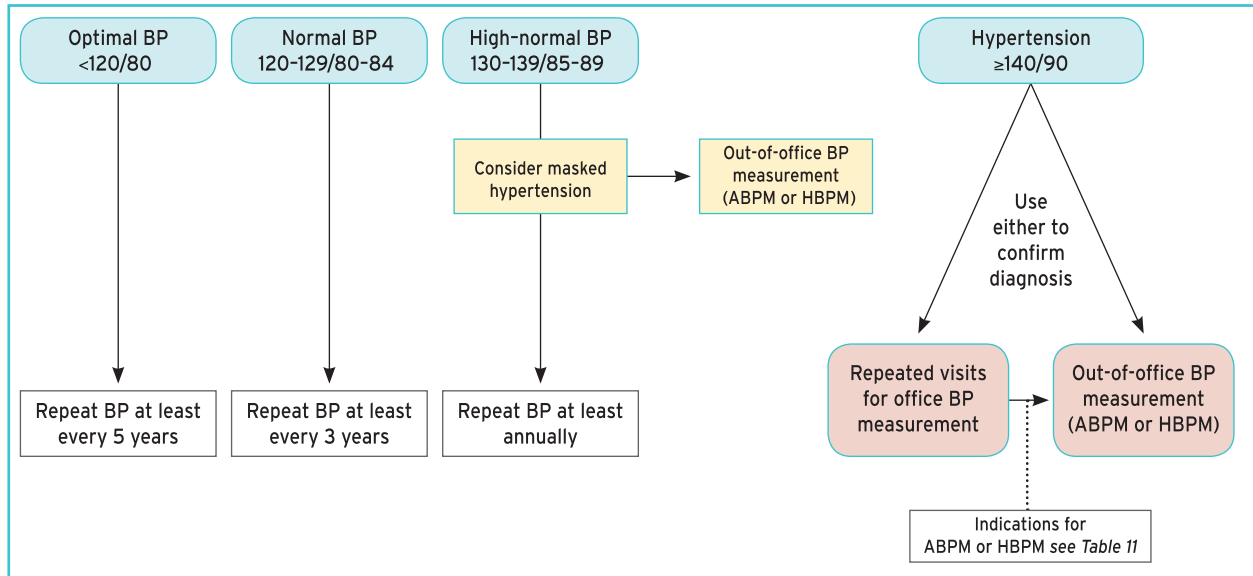 Optimal BP
<120/80
Normal BP
120–129/80–84
High–normal BP
130–139/85–89
Hypertension
≥140/90
Consider masked
hypertension
Out-of-office BP
measurement
(ABPM or HBPM)
Use
either to
confirm
diagnosis
Repeat BP at least
every 5 years
Repeat BP at least
every 3 years
Repeat BP at least
annually
Repeated visits
for office BP
measurement
Out-of-office BP
measurement
(ABPM or HBPM)
Indications for
ABPM or HBPM see Table 11